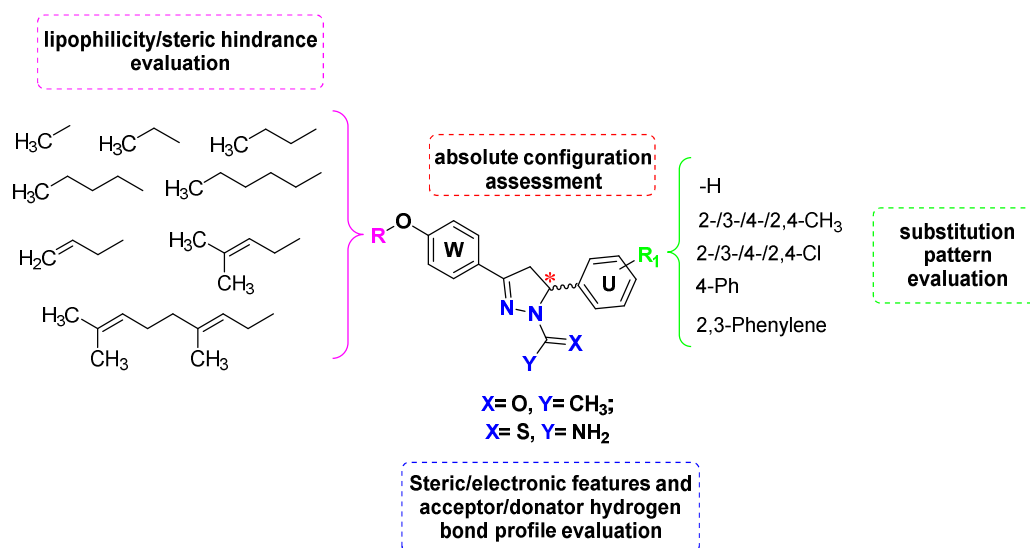 lipophilicity/steric hindrance
evaluation
H₃C
H₃C
H₃C
H₃C
H₃C
H₂C
H₃C
CH₃
H₃C
CH₃
CH₃
absolute configuration
assessment
R
O
W
*
U
R₁
N
N
X
Y
X= O, Y= CH₃;
X= S, Y= NH₂
-H
2-/3-/4-/2,4-CH₃
2-/3-/4-/2,4-Cl
4-Ph
2,3-Phenylene
substitution
pattern
evaluation
Steric/electronic features and
acceptor/donator hydrogen
bond profile evaluation